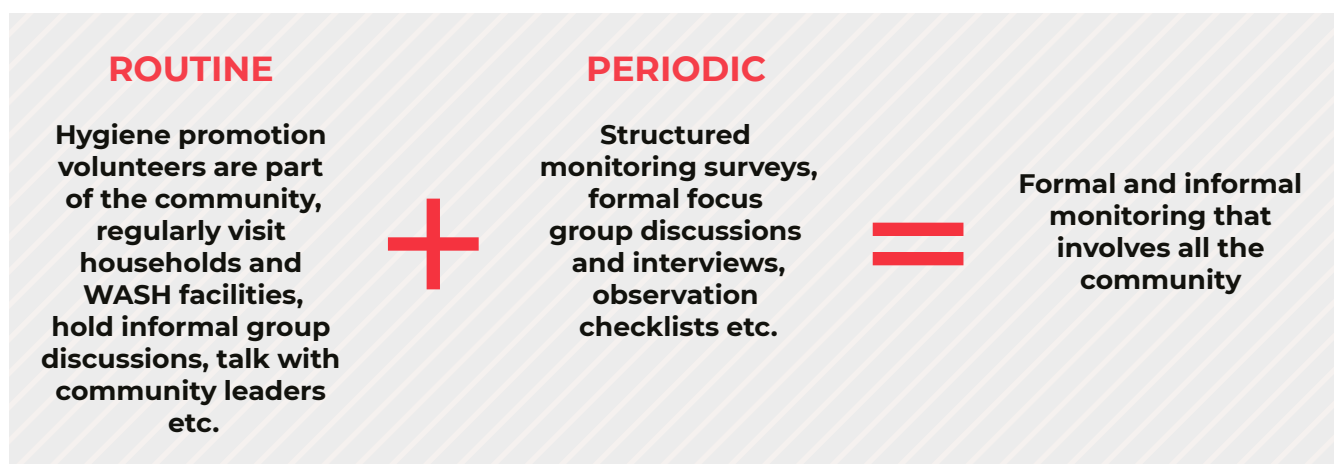 ROUTINE
Hygiene promotion
volunteers are part
of the community,
regularly visit
households and
WASH facilities,
hold informal group
discussions, talk with
community leaders
etc.
+
PERIODIC
Structured
monitoring surveys,
formal focus
group discussions
and interviews,
observation
checklists etc.
=
Formal and informal
monitoring that
involves all the
community